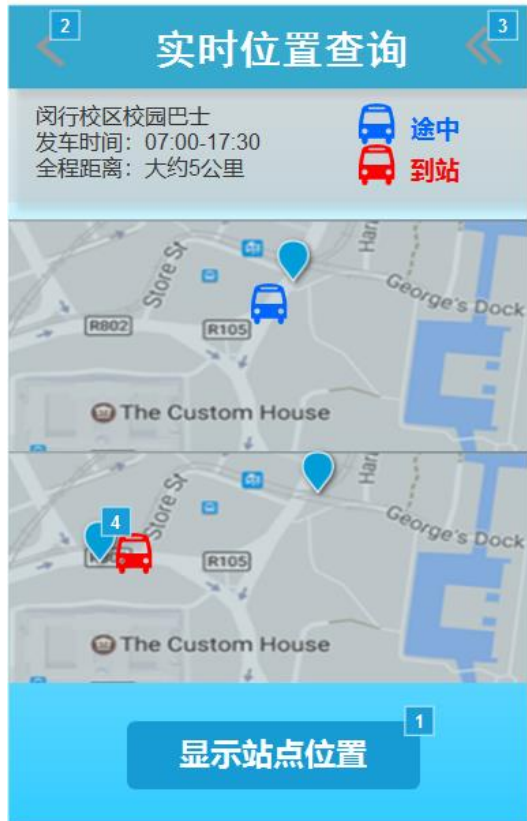 2
实时位置查询
3
闵行校区校园巴士
发车时间：07:00-17:30
全程距离：大约5公里
途中
到站
Store St
Har
George's Dock
R802
R105
The Custom House
Store St
Har
George's Dock
4
R105
The Custom House
1
显示站点位置